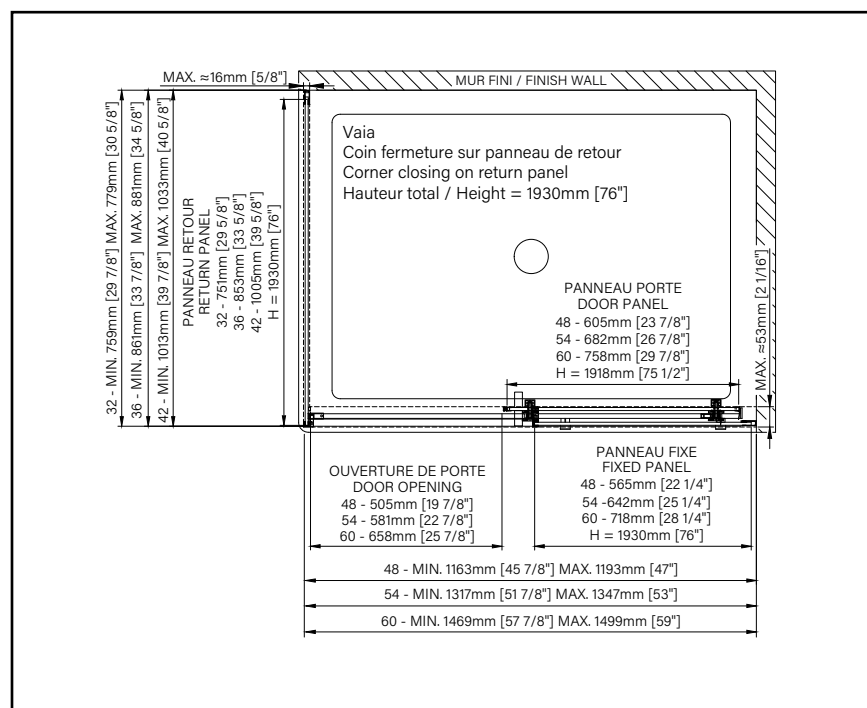 MAX. ≈16mm [5/8"]
MUR FINI / FINISH WALL
Vaia
Coin fermeture sur panneau de retour
Corner closing on return panel
Hauteur total / Height = 1930mm [76"]
32 - MIN. 759mm [29 7/8"] MAX. 779mm [30 5/8"]
36 - MIN. 861mm [33 7/8"] MAX. 881mm [34 5/8"]
42 - MIN. 1013mm [39 7/8"] MAX. 1033mm [40 5/8"]
PANNEAU RETOUR
RETURN PANEL
32 - 751mm [29 5/8"]
36 - 853mm [33 5/8"]
42 - 1005mm [39 5/8"]
H = 1930mm [76"]
PANNEAU PORTE
DOOR PANEL
48 - 605mm [23 7/8"]
54 - 682mm [26 7/8"]
60 - 758mm [29 7/8"]
H = 1918mm [75 1/2"]
MAX. ≈53mm [2 1/16"]
OUVERTURE DE PORTE
DOOR OPENING
48 - 505mm [19 7/8"]
54 - 581mm [22 7/8"]
60 - 658mm [25 7/8"]
PANNEAU FIXE
FIXED PANEL
48 - 565mm [22 1/4"]
54 -642mm [25 1/4"]
60 - 718mm [28 1/4"]
H = 1930mm [76"]
48 - MIN. 1163mm [45 7/8"] MAX. 1193mm [47"]
54 - MIN. 1317mm [51 7/8"] MAX. 1347mm [53"]
60 - MIN. 1469mm [57 7/8"] MAX. 1499mm [59"]